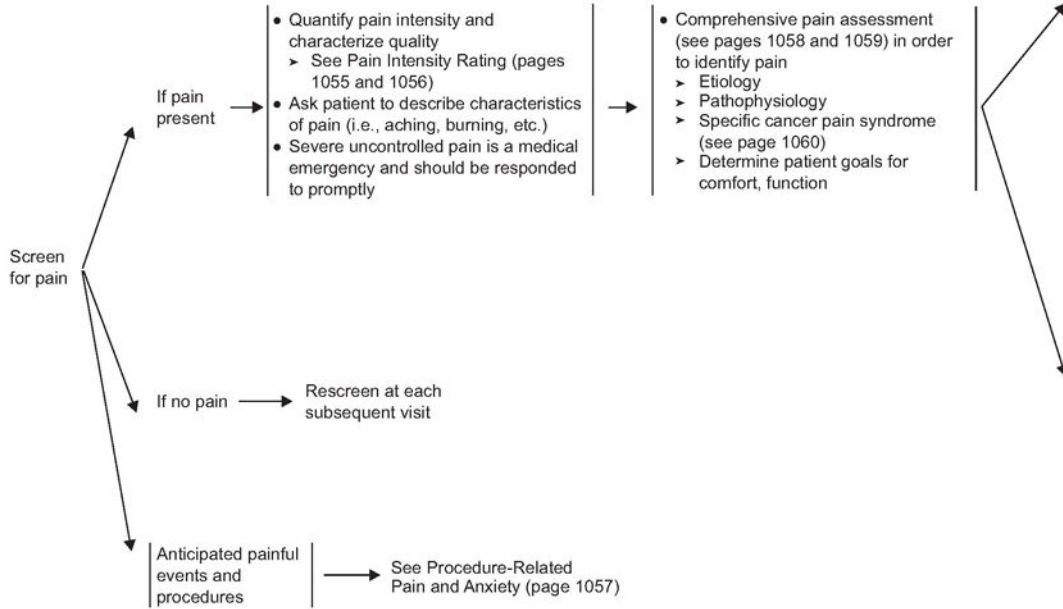 Screen
for pain
If pain
present
● Quantify pain intensity and
characterize quality
➤ See Pain Intensity Rating (pages
1055 and 1056)
● Ask patient to describe characteristics
of pain (i.e., aching, burning, etc.)
● Severe uncontrolled pain is a medical
emergency and should be responded
to promptly
● Comprehensive pain assessment
(see pages 1058 and 1059) in order
to identify pain
➤ Etiology
➤ Pathophysiology
➤ Specific cancer pain syndrome
(see page 1060)
➤ Determine patient goals for
comfort, function
If no pain
Rescreen at each
subsequent visit
Anticipated painful
events and
procedures
See Procedure-Related
Pain and Anxiety (page 1057)